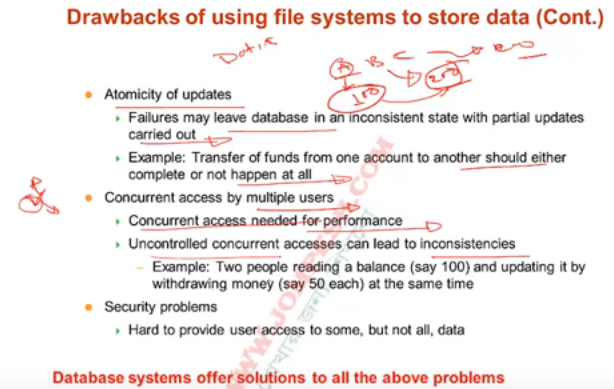 Drawbacks of using file systems to store data (Cont.)
A B C
100
200
Atomicity of updates
Failures may leave database in an inconsistent state with partial updates
carried out
Example: Transfer of funds from one account to another should either
complete or not happen at all
Concurrent access by multiple users
Concurrent access needed for performance
Uncontrolled concurrent accesses can lead to inconsistencies
– Example: Two people reading a balance (say 100) and updating it by
withdrawing money (say 50 each) at the same time
Security problems
Hard to provide user access to some, but not all, data
Database systems offer solutions to all the above problems